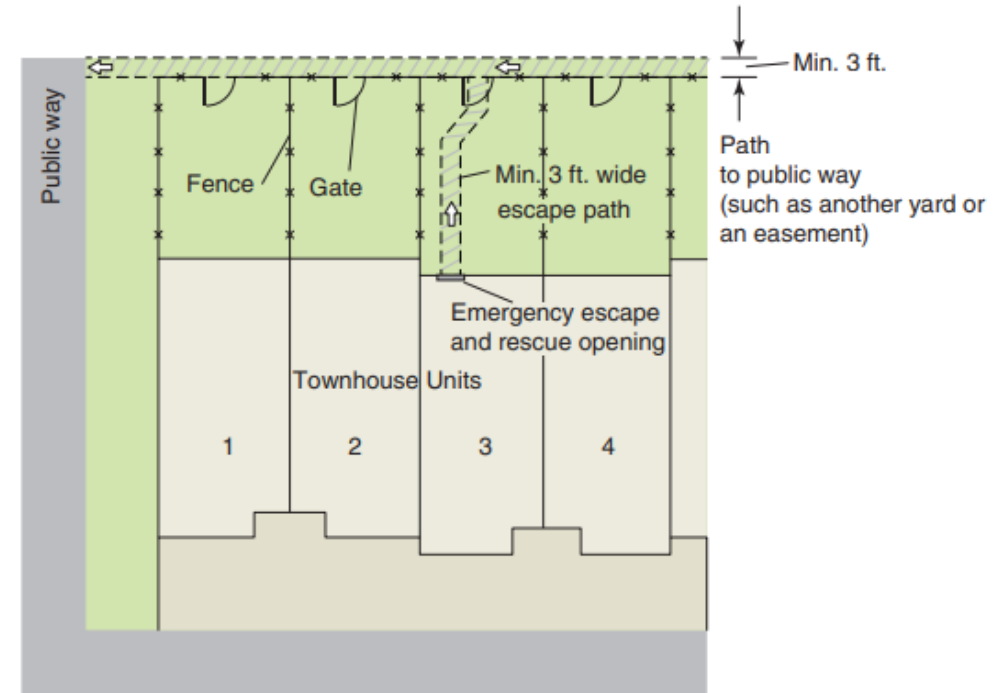 Min. 3 ft.
Public way
Path
to public way
(such as another yard or
an easement)
Fence
Gate
Min. 3 ft. wide
escape path
Emergency escape
and rescue opening
Townhouse Units
1
2
3
4